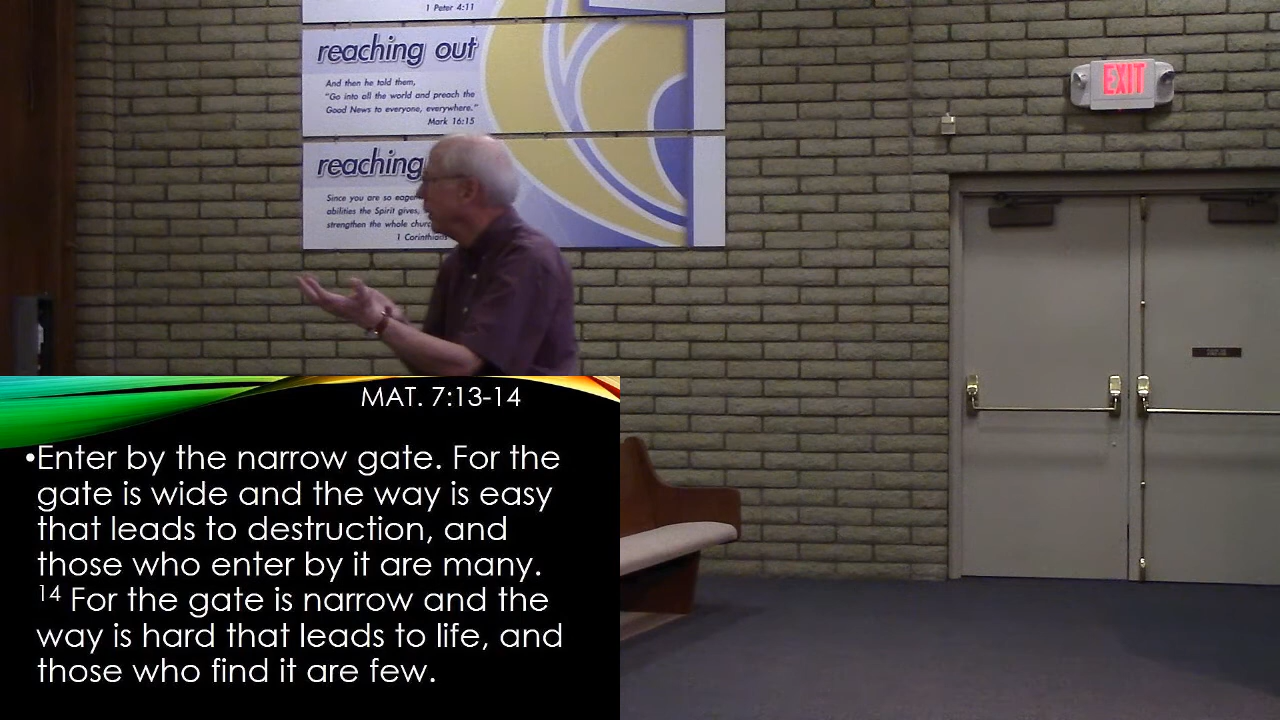 1 Peter 4:11
reaching out
And then he told them,
"Go into all the world and preach the
Good News to everyone, everywhere."
Mark 16:15
reaching
Since you are so eager
abilities the Spirit gives,
strengthen the whole
1 Corinthians
EXIT
MAT. 7:13-14
•Enter by the narrow gate. For the
gate is wide and the way is easy
that leads to destruction, and
those who enter by it are many.
14 For the gate is narrow and the
way is hard that leads to life, and
those who find it are few.